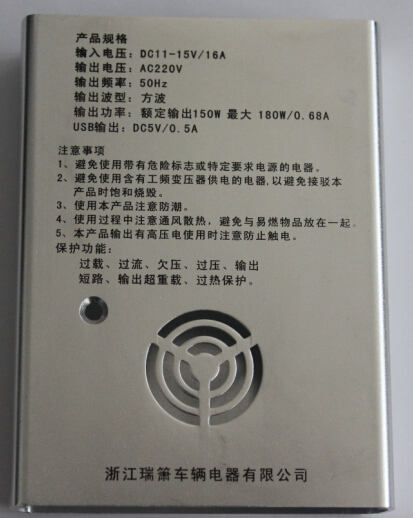 产品规格
输入电压：DC11-15V/16A
输出电压：AC220V
输出频率：50Hz
输出波型：方波
输出功率：额定输出150W 最大 180W/0.68A
USB输出：DC5V/0.5A
注意事项
1、避免使用带有危险标志或特定要求电源的电器。
2、避免使用含有工频变压器供电的电器,以避免接驳本
产品时饱和烧毁。
3、使用本产品注意防潮。
4、使用过程中注意通风散热，避免与易燃物品放在一起。
5、本产品输出有高压电使用时注意防止触电。
保护功能：
过载、过流、欠压、过压、输出
短路、输出超重载、过热保护。
浙江瑞箫车辆电器有限公司